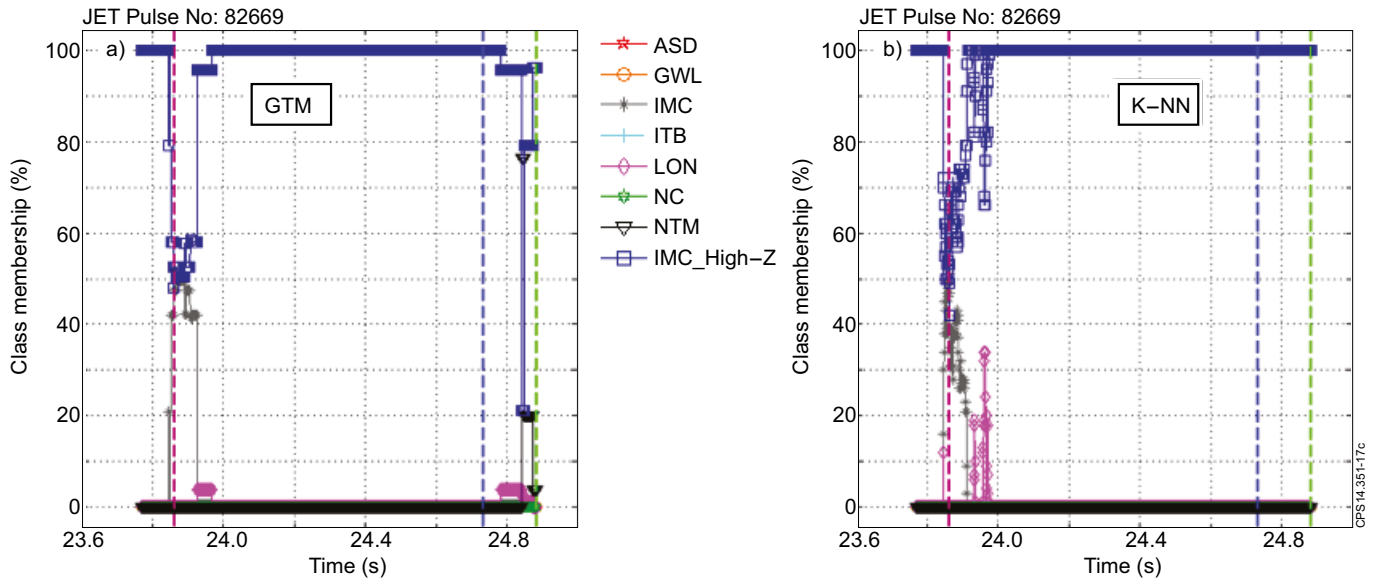 JET Pulse No: 82669
a)
GTM
100
80
60
40
20
0
Class membership (%)
23.6
24.0
24.4
24.8
Time (s)
ASD
GWL
IMC
ITB
LON
NC
NTM
IMC_High–Z
JET Pulse No: 82669
b)
K–NN
100
80
60
40
20
0
Class membership (%)
23.6
24.0
24.4
24.8
Time (s)
CPS14.351-17c